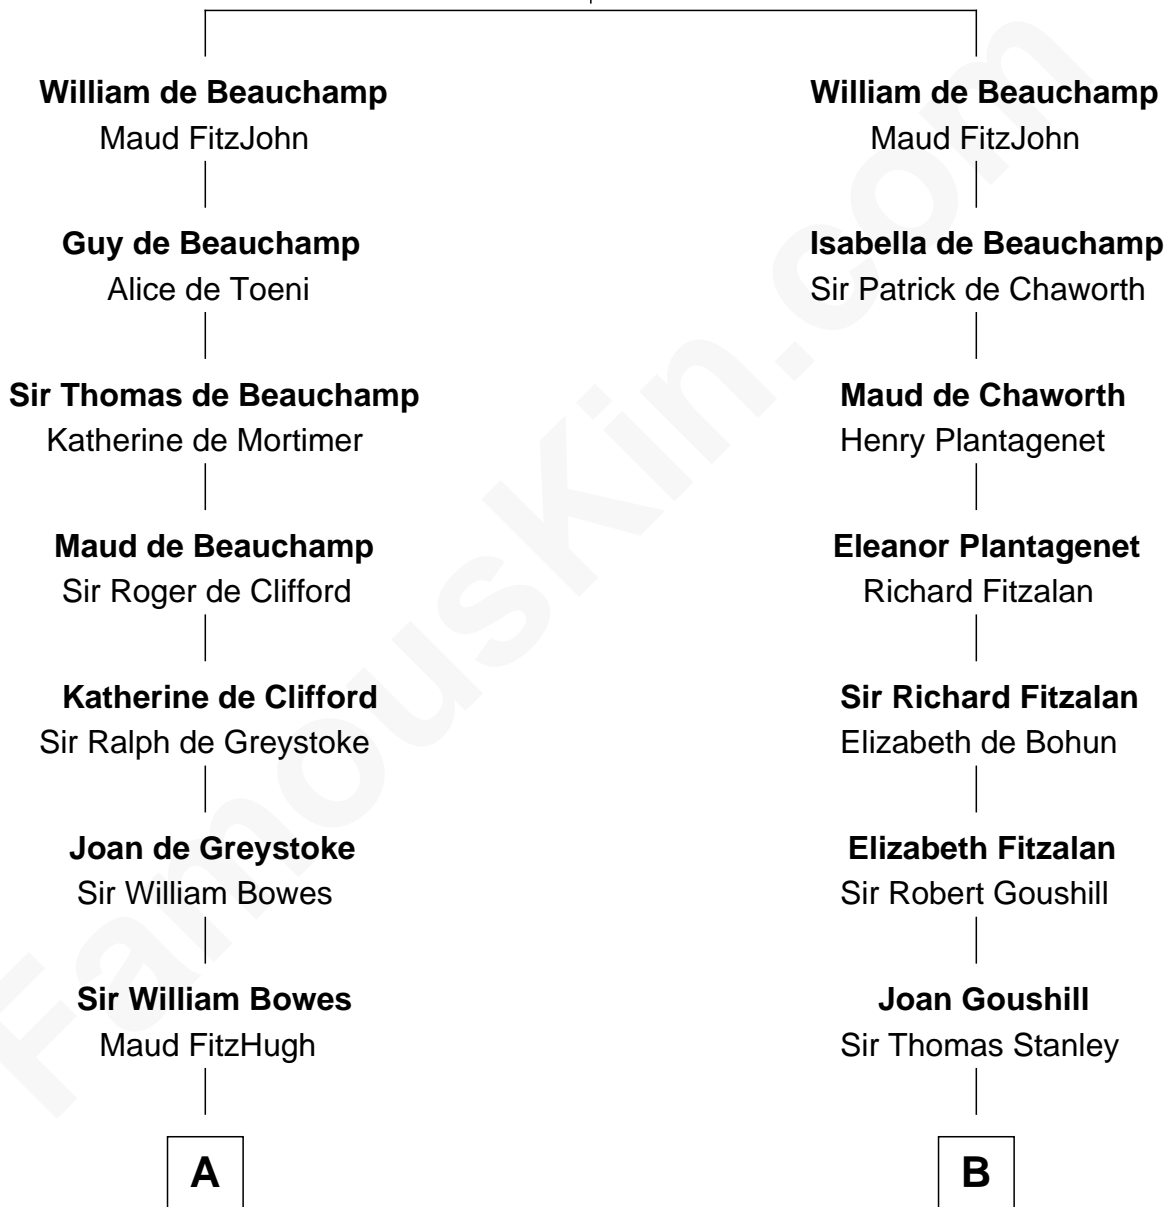 William de Beauchamp
Maud FitzJohn
Guy de Beauchamp
Alice de Toeni
Sir Thomas de Beauchamp
Katherine de Mortimer
Maud de Beauchamp
Sir Roger de Clifford
Katherine de Clifford
Sir Ralph de Greystoke
Joan de Greystoke
Sir William Bowes
Sir William Bowes
Maud FitzHugh
A
William de Beauchamp
Maud FitzJohn
Isabella de Beauchamp
Sir Patrick de Chaworth
Maud de Chaworth
Henry Plantagenet
Eleanor Plantagenet
Richard Fitzalan
Sir Richard Fitzalan
Elizabeth de Bohun
Elizabeth Fitzalan
Sir Robert Goushill
Joan Goushill
Sir Thomas Stanley
B
FamousKin.com